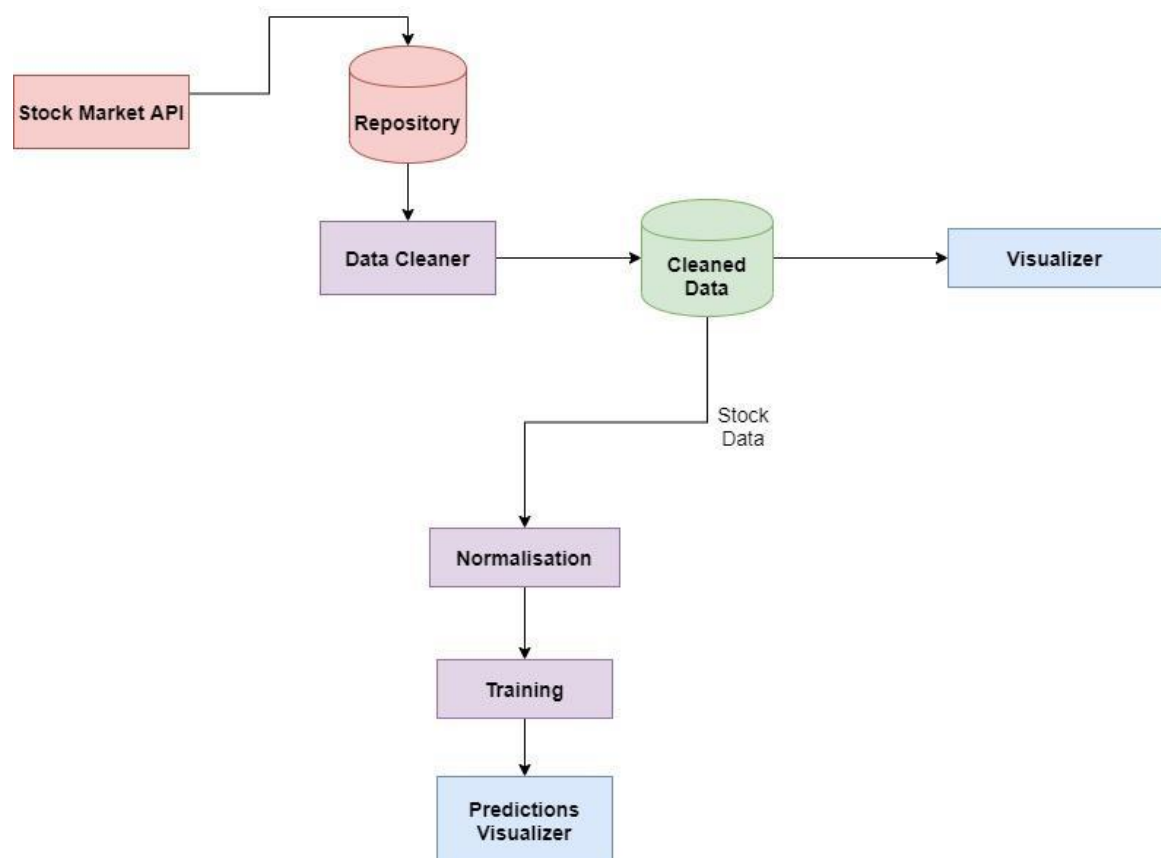 Stock Market API
Repository
Data Cleaner
Cleaned
Data
Visualizer
Stock
Data
Normalisation
Training
Predictions
Visualizer